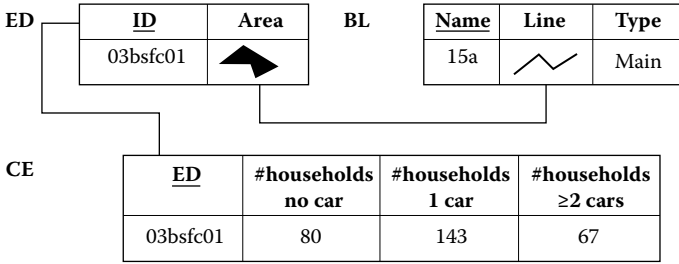 ED ID Area BL Name Line Type
03bsfc01 15a Main
CE ED #households #households #households
no car 1 car ≥2 cars
03bsfc01 80 143 67